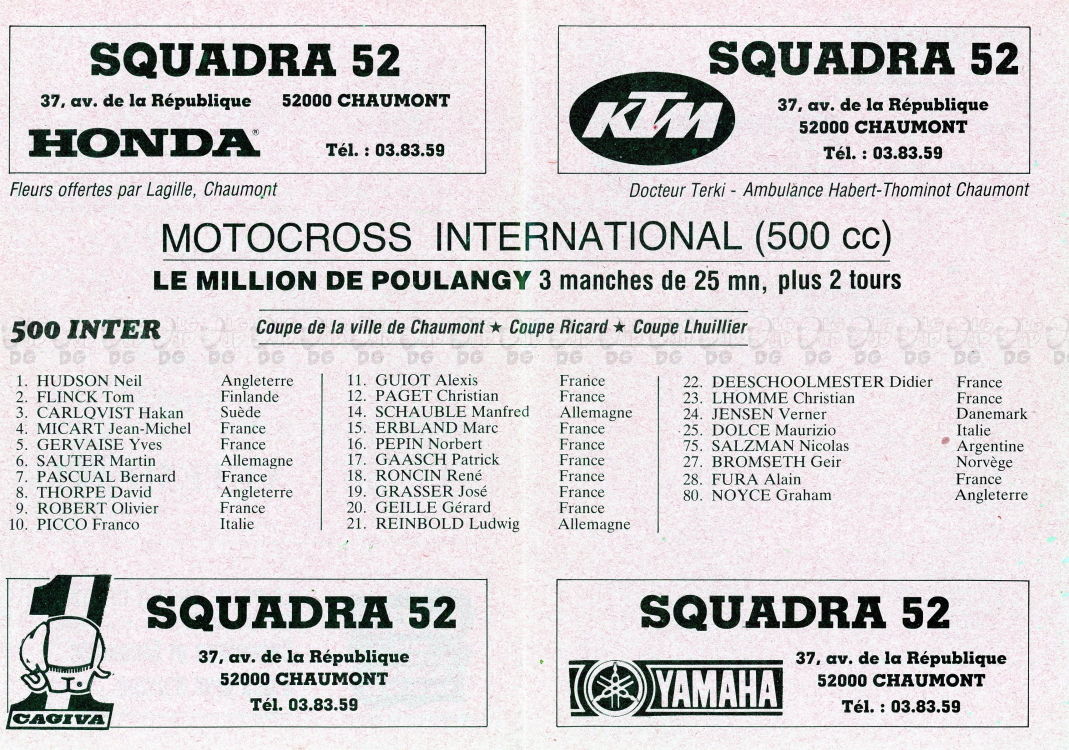 SQUADRA 52
37, av. de la République 52000 CHAUMONT
HONDA®
Tél. : 03.83.59
SQUADRA 52
KTM
37, av. de la République
52000 CHAUMONT
Tél. : 03.83.59
Fleurs offertes par Lagille, Chaumont
Docteur Terki - Ambulance Habert-Thominot Chaumont
MOTOCROSS INTERNATIONAL (500 cc)
LE MILLION DE POULANGY 3 manches de 25 mn, plus 2 tours
500 INTER
Coupe de la ville de Chaumont ★ Coupe Ricard ★ Coupe Lhuillier
1. HUDSON Neil Angleterre
2. FLINCK Tom Finlande
3. CARLQVIST Hakan Suède
4. MICART Jean-Michel France
5. GERVAISE Yves France
6. SAUTER Martin Allemagne
7. PASCUAL Bernard France
8. THORPE David Angleterre
9. ROBERT Olivier France
10. PICCO Franco Italie
11. GUIOT Alexis France
12. PAGET Christian France
14. SCHAUBLE Manfred Allemagne
15. ERBLAND Marc France
16. PEPIN Norbert France
17. GAASCH Patrick France
18. RONCIN René France
19. GRASSER José France
20. GEILLE Gérard France
21. REINBOLD Ludwig Allemagne
22. DEESCHOOLMESTER Didier France
23. LHOMME Christian France
24. JENSEN Verner Danemark
25. DOLCE Maurizio Italie
75. SALZMAN Nicolas Argentine
27. BROMSETH Geir Norvège
28. FURA Alain France
80. NOYCE Graham Angleterre
1
CAGIVA
SQUADRA 52
37, av. de la République
52000 CHAUMONT
Tél. 03.83.59
SQUADRA 52
YAMAHA
37, av. de la République
52000 CHAUMONT
Tél. : 03.83.59